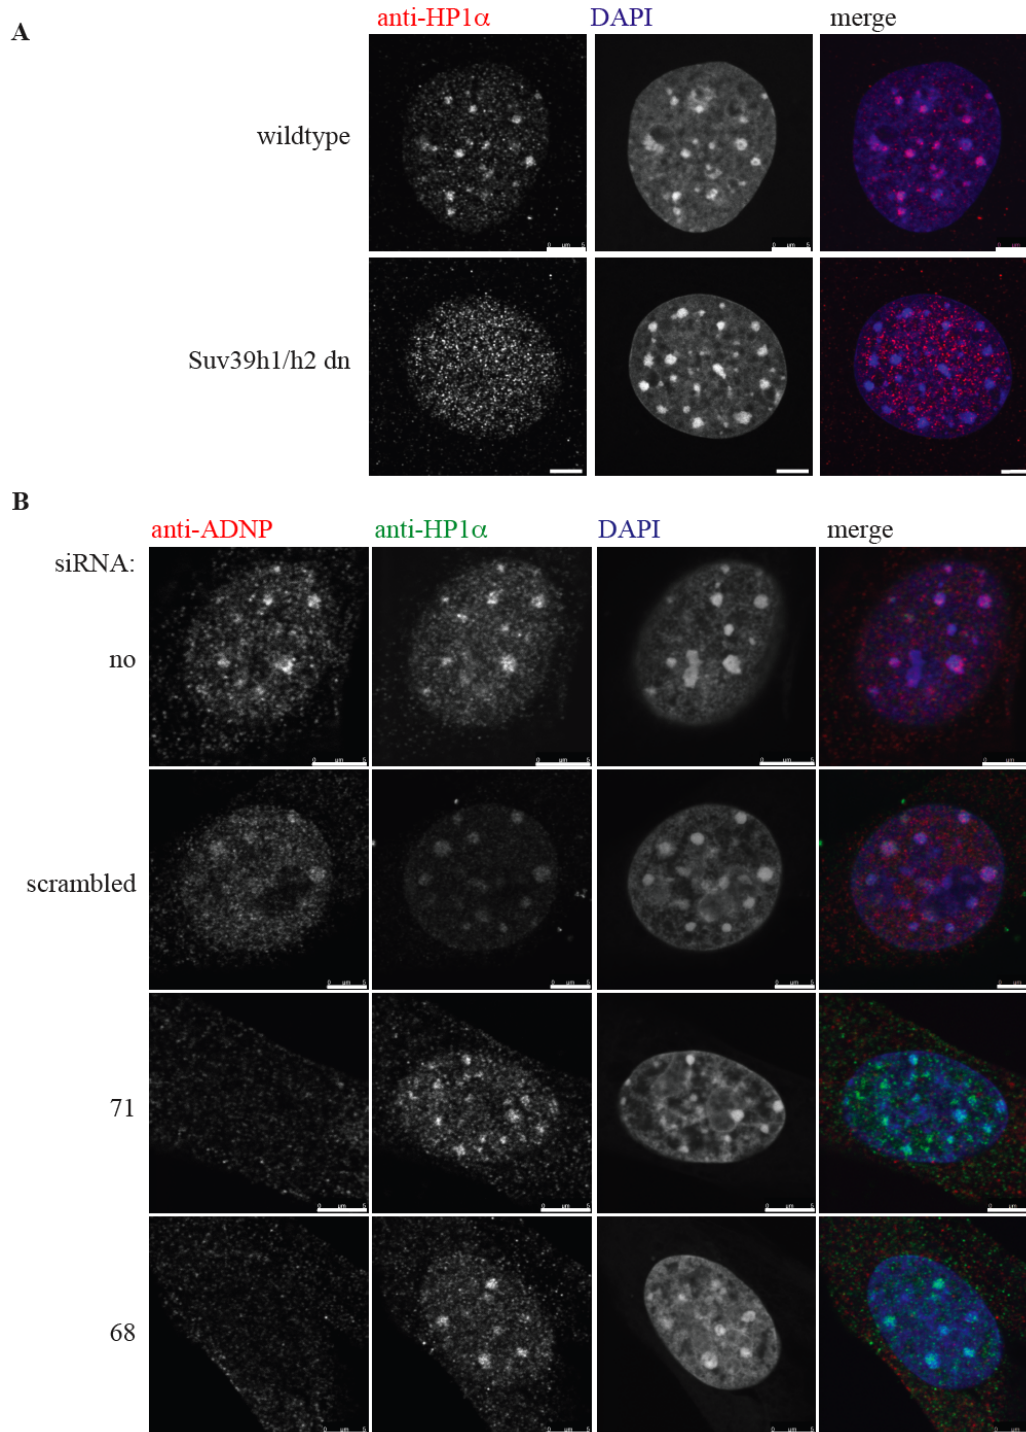 A
anti-HP1α DAPI merge
wildtype
Suv39h1/h2 dn
B
anti-ADNP anti-HP1α DAPI merge
siRNA:
no
scrambled
71
68